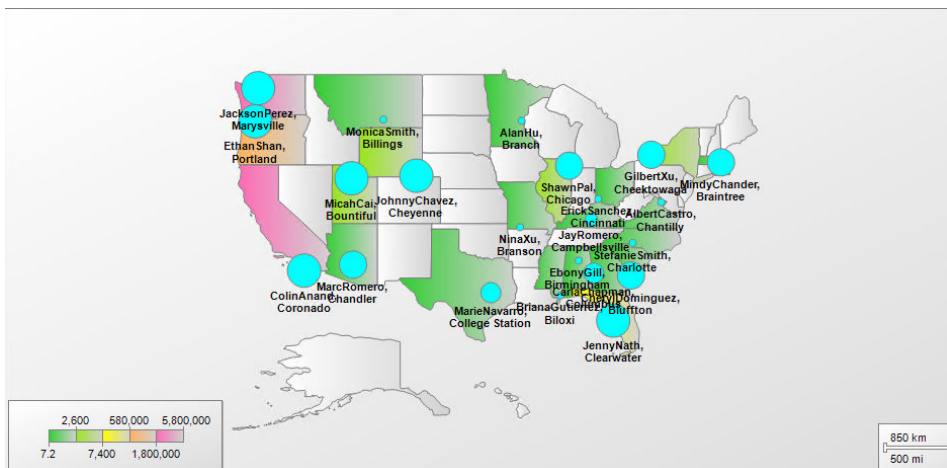 JacksonPerez,
Marysville
EthanShan,
Portland
MonicaSmith,
Billings
AlanHu,
Branch
MicahCai,
Bountiful
JohnnyChavez,
Cheyenne
ShawnPal,
Chicago
GilbertXu,
Cheektowaga
MindyChander,
Braintree
ErickSanchez,
Cincinnati
AlbertCastro,
Chantilly
NinaXu,
Branson
JayRomero,
Campbellsville
StefanieSmith,
Charlotte
ColinAnand,
Coronado
MarcRomero,
Chandler
EbonyGill,
Birmingham
CarlaChapman,
Columbus
CherylDominguez,
Bluffton
MarieNavarro,
College Station
BrianaGutierrez,
Biloxi
JennyNath,
Clearwater
2,600 580,000 5,800,000
7.2 7,400 1,800,000
850 km
500 mi